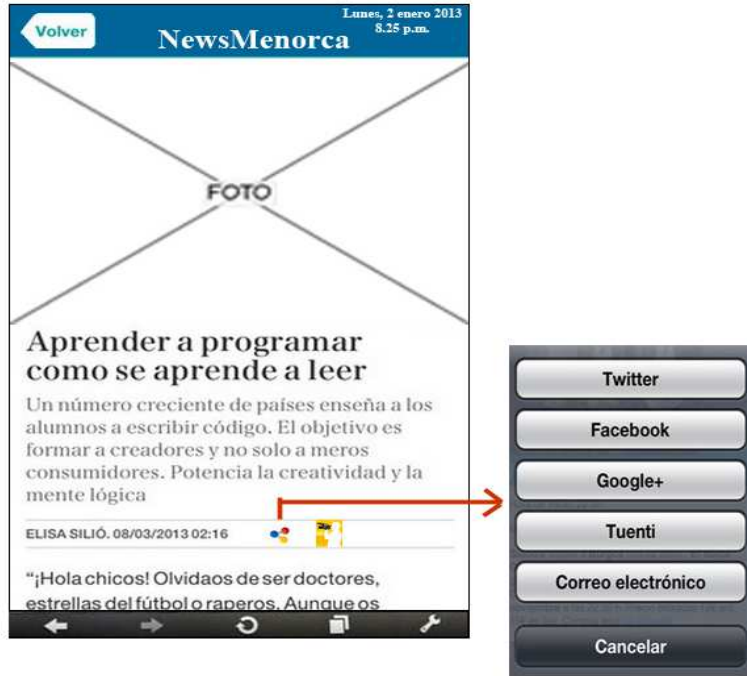 Volver
NewsMenorca
Lunes, 2 enero 2013
8.25 p.m.
FOTO
Aprender a programar
como se aprende a leer
Un número creciente de países enseña a los
alumnos a escribir código. El objetivo es
formar a creadores y no solo a meros
consumidores. Potencia la creatividad y la
mente lógica
ELISA SILIÓ. 08/03/2013 02:16
"¡Hola chicos! Olvidaos de ser doctores,
estrellas del fútbol o raperos. Aunque os
Twitter
Facebook
Google+
Tuenti
Correo electrónico
Cancelar